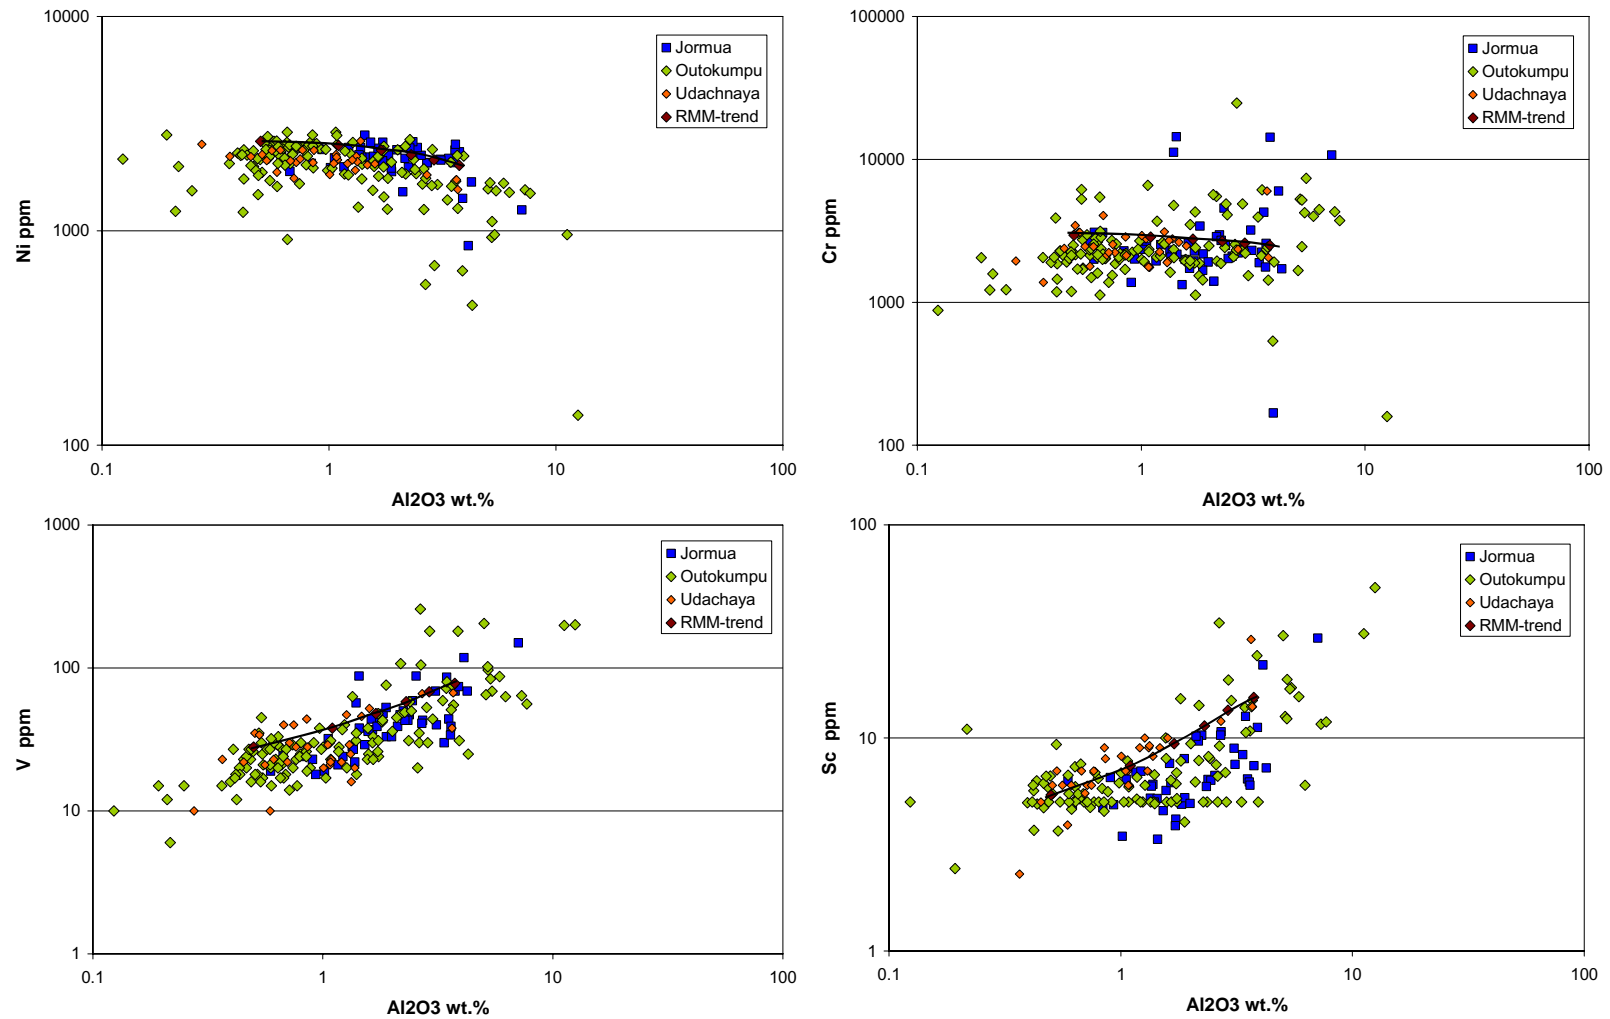 10000
1000
100
Ni ppm
0.1 1 10 100
Al2O3 wt.%
Jormua
Outokumpu
Udachnaya
RMM-trend
100000
10000
1000
100
Cr ppm
0.1 1 10 100
Al2O3 wt.%
Jormua
Outokumpu
Udachnaya
RMM-trend
1000
100
10
1
V ppm
0.1 1 10 100
Al2O3 wt.%
Jormua
Outokumpu
Udachaya
RMM-trend
100
10
1
Sc ppm
0.1 1 10 100
Al2O3 wt.%
Jormua
Outokumpu
Udachaya
RMM-trend